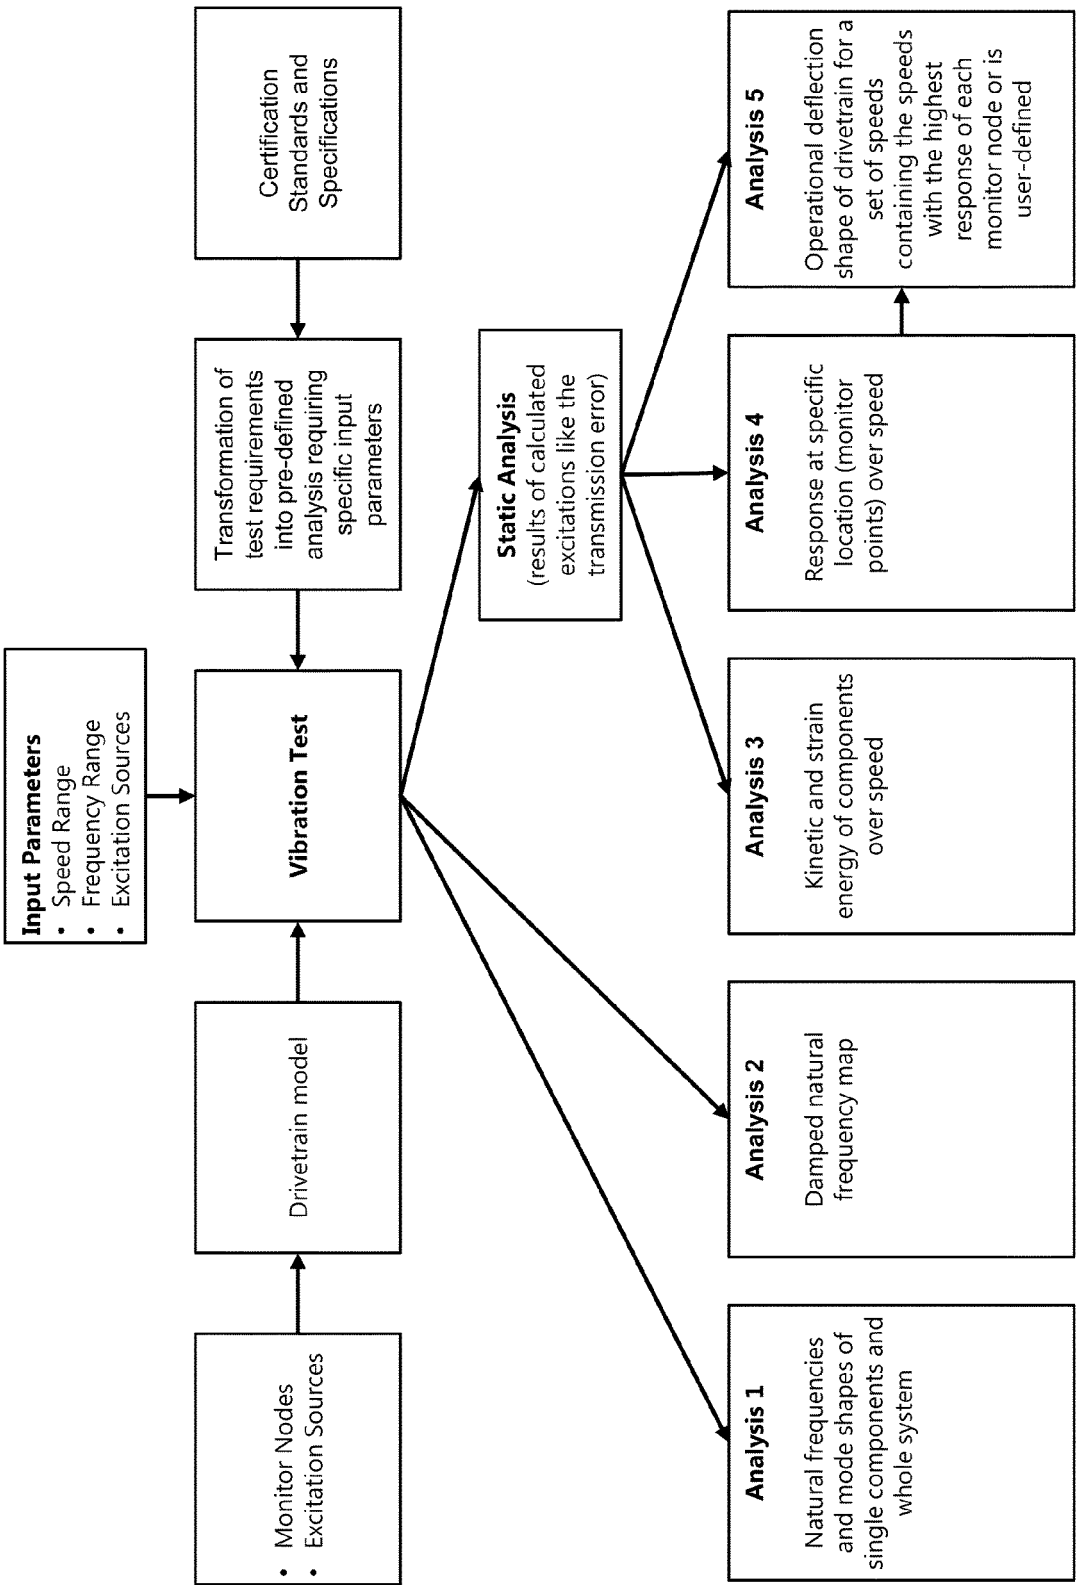 Input Parameters
• Speed Range
• Frequency Range
• Excitation Sources
• Monitor Nodes
• Excitation Sources
Drivetrain model
Vibration Test
Transformation of
test requirements
into pre-defined
analysis requiring
specific input
parameters
Certification
Standards and
Specifications
Static Analysis
(results of calculated
excitations like the
transmission error)
Analysis 1
Natural frequencies
and mode shapes of
single components and
whole system
Analysis 2
Damped natural
frequency map
Analysis 3
Kinetic and strain
energy of components
over speed
Analysis 4
Response at specific
location (monitor
points) over speed
Analysis 5
Operational deflection
shape of drivetrain for a
set of speeds
containing the speeds
with the highest
response of each
monitor node or is
user-defined